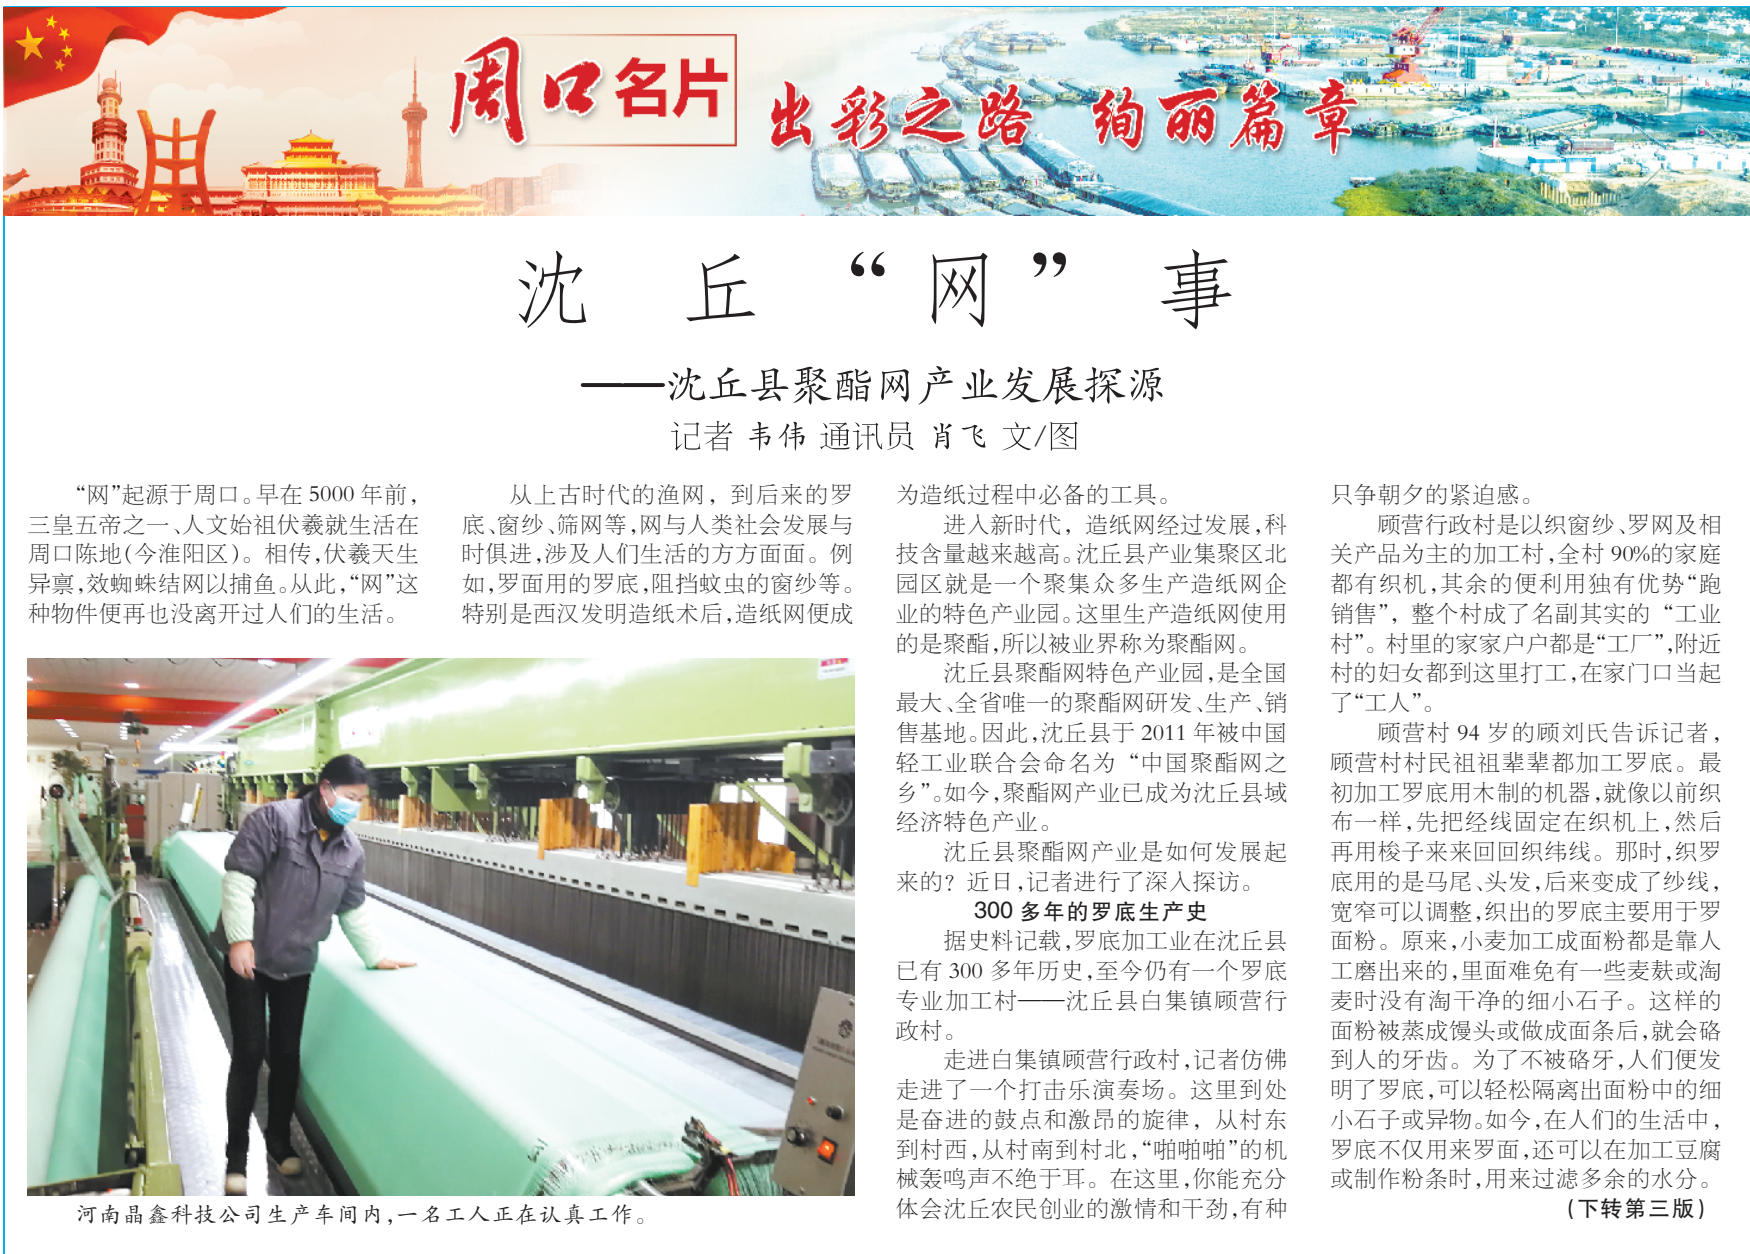 周口名片
出彩之路 绚丽篇章
沈丘“网”事
——沈丘县聚酯网产业发展探源
记者 韦伟 通讯员 肖飞 文/图
“网”起源于周口。早在 5000 年前，
三皇五帝之一、人文始祖伏羲就生活在
周口陈地（今淮阳区）。相传，伏羲天生
异禀，效蜘蛛结网以捕鱼。从此，“网”这
种物件便再也没离开过人们的生活。
从上古时代的渔网，到后来的罗
底、窗纱、筛网等，网与人类社会发展与
时俱进，涉及人们生活的方方面面。例
如，罗面用的罗底，阻挡蚊虫的窗纱等。
特别是西汉发明造纸术后，造纸网便成
河南晶鑫科技公司生产车间内，一名工人正在认真工作。
为造纸过程中必备的工具。
进入新时代，造纸网经过发展，科
技含量越来越高。沈丘县产业集聚区北
园区就是一个聚集众多生产造纸网企
业的特色产业园。这里生产造纸网使用
的是聚酯，所以被业界称为聚酯网。
沈丘县聚酯网特色产业园，是全国
最大、全省唯一的聚酯网研发、生产、销
售基地。因此，沈丘县于 2011 年被中国
轻工业联合会命名为“中国聚酯网之
乡”。如今，聚酯网产业已成为沈丘县域
经济特色产业。
沈丘县聚酯网产业是如何发展起
来的？近日，记者进行了深入探访。
300 多年的罗底生产史
据史料记载，罗底加工业在沈丘县
已有 300 多年历史，至今仍有一个罗底
专业加工村——沈丘县白集镇顾营行
政村。
走进白集镇顾营行政村，记者仿佛
走进了一个打击乐演奏场。这里到处
是奋进的鼓点和激昂的旋律，从村东
到村西，从村南到村北，“啪啪啪”的机
械轰鸣声不绝于耳。在这里，你能充分
体会沈丘农民创业的激情和干劲，有种
只争朝夕的紧迫感。
顾营行政村是以织窗纱、罗网及相
关产品为主的加工村，全村 90%的家庭
都有织机，其余的便利用独有优势“跑
销售”，整个村成了名副其实的“工业
村”。村里的家家户户都是“工厂”，附近
村的妇女都到这里打工，在家门口当起
了“工人”。
顾营村 94 岁的顾刘氏告诉记者，
顾营村村民祖祖辈辈都加工罗底。最
初加工罗底用木制的机器，就像以前织
布一样，先把经线固定在织机上，然后
再用梭子来来回回织纬线。那时，织罗
底用的是马尾、头发，后来变成了纱线，
宽窄可以调整，织出的罗底主要用于罗
面粉。原来，小麦加工成面粉都是靠人
工磨出来的，里面难免有一些麦麸或淘
麦时没有淘干净的细小石子。这样的
面粉被蒸成馒头或做成面条后，就会硌
到人的牙齿。为了不被硌牙，人们便发
明了罗底，可以轻松隔离出面粉中的细
小石子或异物。如今，在人们的生活中，
罗底不仅用来罗面，还可以在加工豆腐
或制作粉条时，用来过滤多余的水分。
（下转第三版）